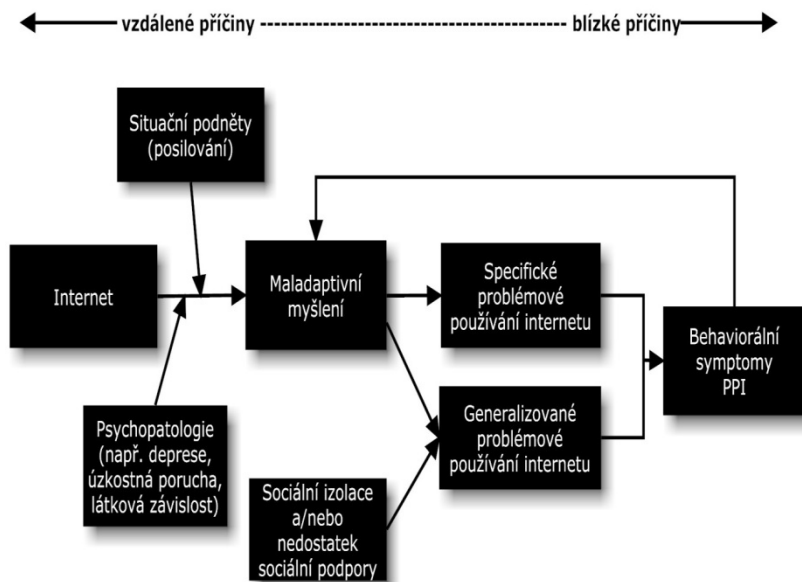 vzdálené příčiny ------------------ blízké příčiny
Situační podněty
(posilování)
Internet
Maladaptivní
myšlení
Specifické
problémové
používání internetu
Behaviorální
symptomy
PPI
Psychopatologie
(např. deprese,
úzkostná porucha,
látková závislost)
Generalizované
problémové
používání internetu
Sociální izolace
a/nebo
nedostatek
sociální podpory